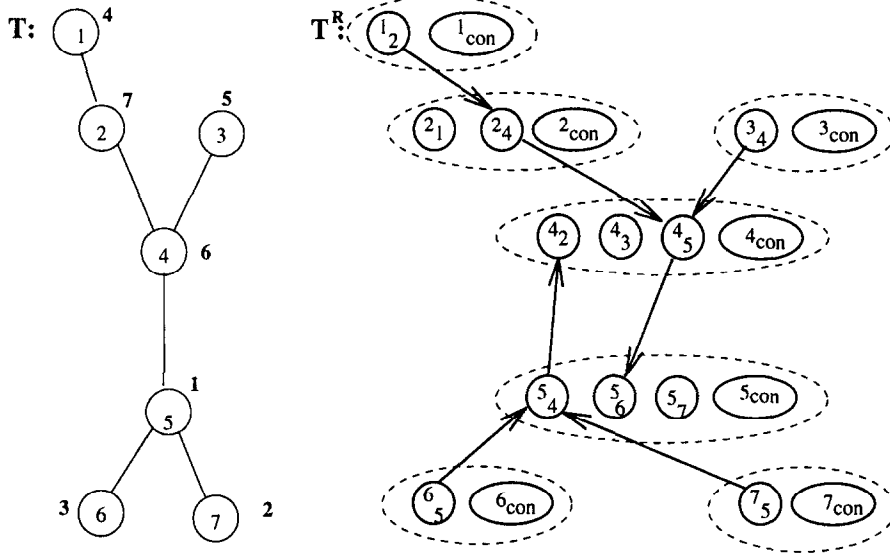 T: 4 T^R:
1 1_2 1_con
7 5
2 3 2_1 2_4 2_con 3_4 3_con
4 6 4_2 4_3 4_5 4_con
1
5 5_4 5_6 5_7 5_con
3 6 7 2 6_5 6_con 7_5 7_con